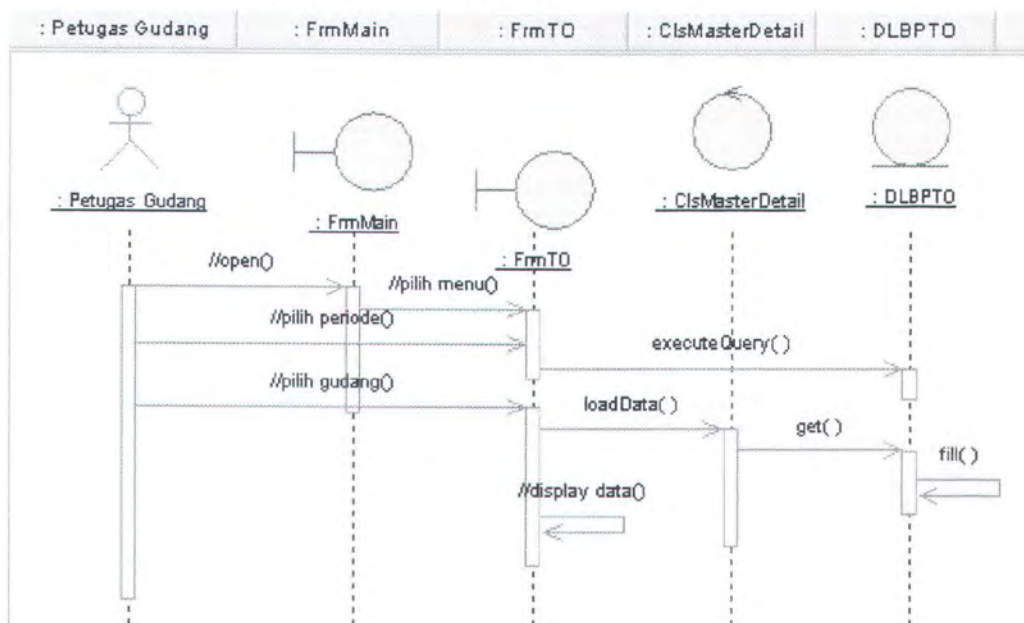 : Petugas Gudang
: FrmMain
: FrmTO
: ClsMasterDetail
: DLBPTO
: Petugas Gudang
: FrmMain
: FrmTO
: ClsMasterDetail
: DLBPTO
//open()
//pilih menu()
//pilih periode()
executeQuery( )
//pilih gudang()
loadData( )
get( )
fill( )
//display data()